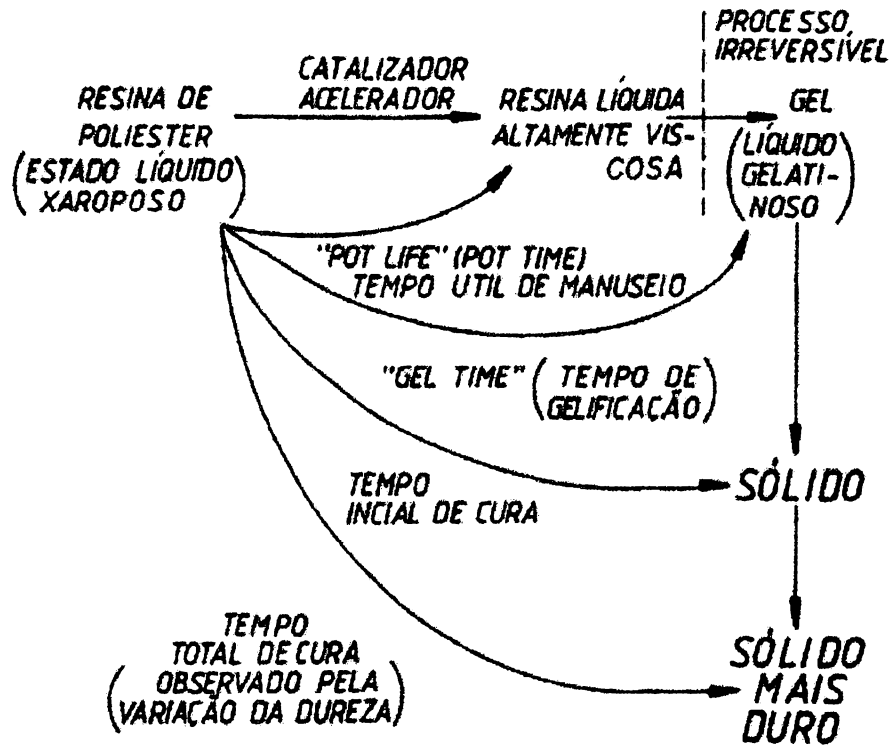 RESINA DE
POLIESTER
(ESTADO LÍQUIDO
XAROPOSO)
CATALIZADOR
ACELERADOR
RESINA LÍQUIDA
ALTAMENTE VIS-
COSA
PROCESSO,
IRREVERSÍVEL
GEL
(LÍQUIDO
GELATI-
NOSO)
"POT LIFE" (POT TIME)
TEMPO UTIL DE MANUSEIO
"GEL TIME" (TEMPO DE
GELIFICAÇÃO)
TEMPO
INCIAL DE CURA
SÓLIDO
TEMPO
TOTAL DE CURA
(OBSERVADO PELA
VARIAÇÃO DA DUREZA)
SÓLIDO
MAIS
DURO